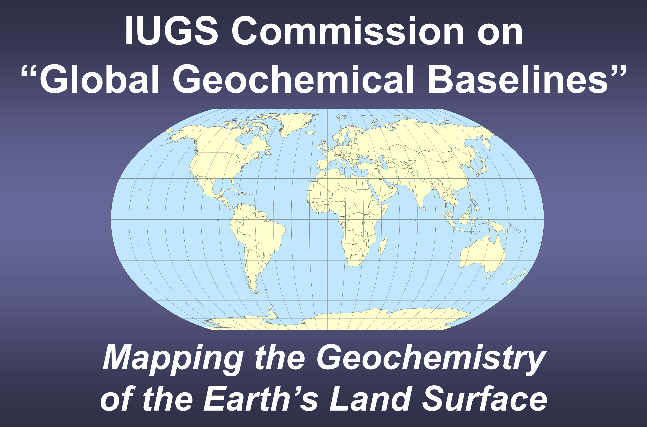 IUGS Commission on
“Global Geochemical Baselines”
Mapping the Geochemistry
of the Earth’s Land Surface